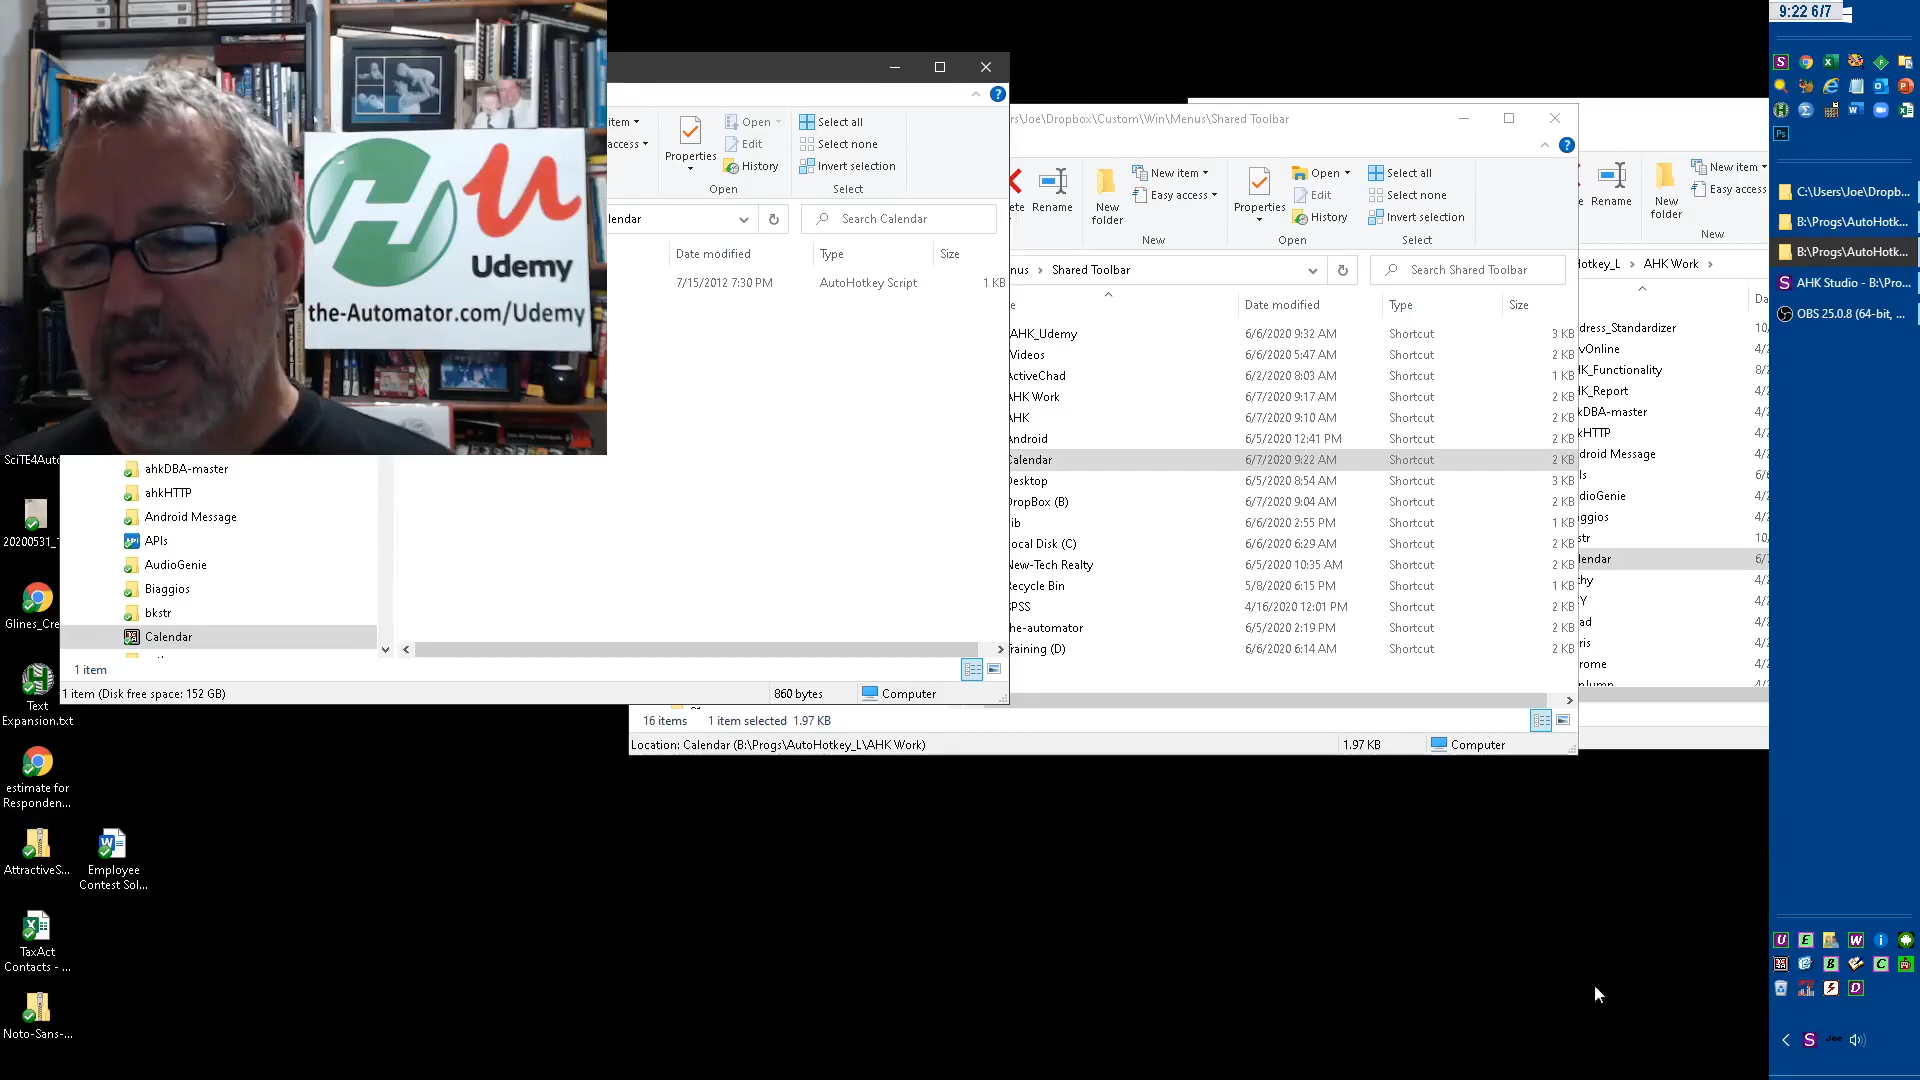 9:22 6/7
Udemy
the-Automator.com/Udemy
Properties
Open
Edit
History
Open
Select all
Select none
Invert selection
Select
Search Calendar
Date modified
Type
Size
7/15/2012 7:30 PM
AutoHotkey Script
1 KB
ahkDBA-master
ahkHTTP
Android Message
APIs
AudioGenie
Biaggios
bkstr
Calendar
1 item
1 item (Disk free space: 152 GB)
860 bytes
Computer
s\Joe\Dropbox\Custom\Win\Menus\Shared Toolbar
Rename
New folder
New item
Easy access
New
Properties
Open
Edit
History
Open
Select all
Select none
Invert selection
Select
Shared Toolbar
Search Shared Toolbar
Date modified
Type
Size
AHK_Udemy 6/6/2020 9:32 AM Shortcut 3 KB
Videos 6/6/2020 5:47 AM Shortcut 2 KB
ActiveChad 6/2/2020 8:03 AM Shortcut 1 KB
AHK Work 6/7/2020 9:17 AM Shortcut 2 KB
AHK 6/7/2020 9:10 AM Shortcut 2 KB
Android 6/5/2020 12:41 PM Shortcut 2 KB
Calendar 6/7/2020 9:22 AM Shortcut 2 KB
Desktop 6/5/2020 8:54 AM Shortcut 3 KB
DropBox (B) 6/7/2020 9:04 AM Shortcut 2 KB
ib 6/6/2020 2:55 PM Shortcut 1 KB
ocal Disk (C) 6/6/2020 6:29 AM Shortcut 2 KB
New-Tech Realty 6/5/2020 10:35 AM Shortcut 2 KB
Recycle Bin 5/8/2020 6:15 PM Shortcut 1 KB
SPSS 4/16/2020 12:01 PM Shortcut 2 KB
he-automator 6/5/2020 2:19 PM Shortcut 2 KB
raining (D) 6/6/2020 6:14 AM Shortcut 2 KB
16 items 1 item selected 1.97 KB
Location: Calendar (B:\Progs\AutoHotkey_L\AHK Work)
1.97 KB
Computer
Rename
New folder
New item
Easy access
New
otkey_L > AHK Work >
dress_Standardizer
vOnline
HK_Functionality
K_Report
kDBA-master
kHTTP
droid Message
ls
dioGenie
ggios
str
lendar
thy
ad
ris
rome
C:\Users\Joe\Dropb...
B:\Progs\AutoHotk...
B:\Progs\AutoHotk...
AHK Studio - B:\Pro...
OBS 25.0.8 (64-bit, ...
SciTE4Auto
20200531_
Glines_Cre
Text Expansion.txt
estimate for Responden...
AttractiveS...
Employee Contest Sol...
TaxAct Contacts - ...
Noto-Sans-...
Joe